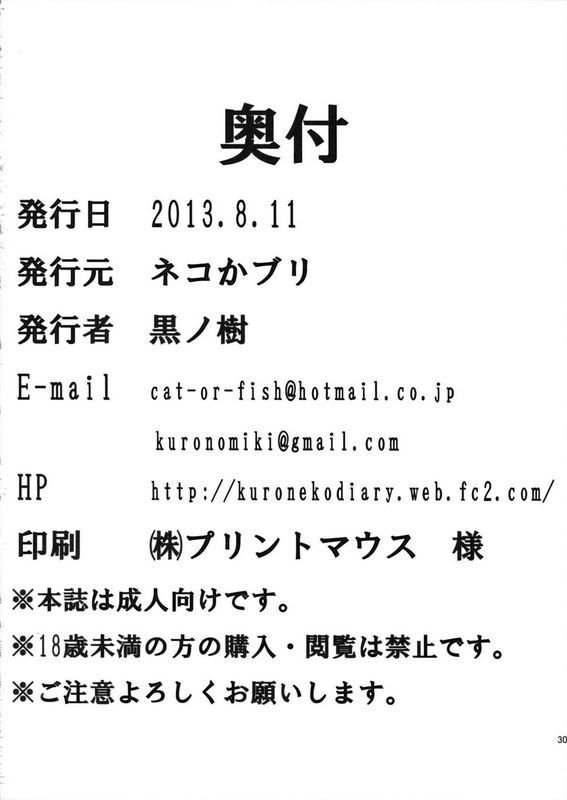 奥付
発行日 2013.8.11
発行元 ネコかブリ
発行者 黒ノ樹
E-mail cat-or-fish@hotmail.co.jp
kuronomiki@gmail.com
HP http://kuronekodiary.web.fc2.com/
印刷 ㈱プリントマウス 様
※本誌は成人向けです。
※18歳未満の方の購入・閲覧は禁止です。
※ご注意よろしくお願いします。
30